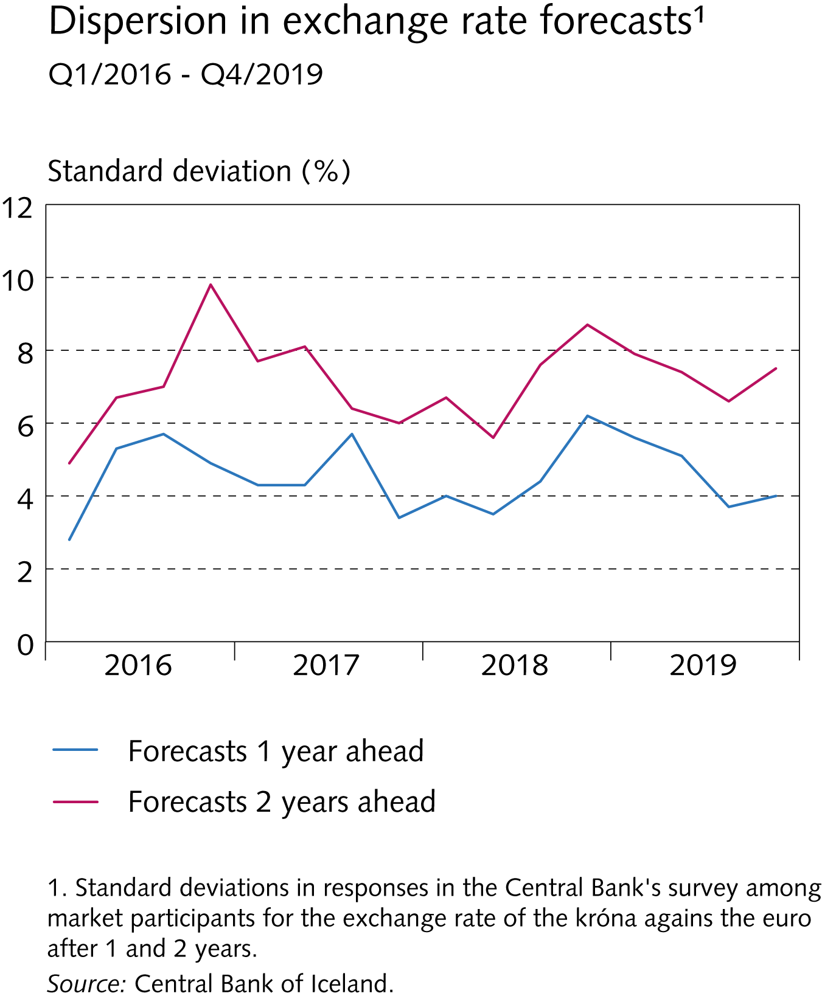 Dispersion in exchange rate forecasts¹
Q1/2016 - Q4/2019
Standard deviation (%)
12
10
8
6
4
2
0
2016 2017 2018 2019
Forecasts 1 year ahead
Forecasts 2 years ahead
1. Standard deviations in responses in the Central Bank's survey among
market participants for the exchange rate of the króna agains the euro
after 1 and 2 years.
Source: Central Bank of Iceland.